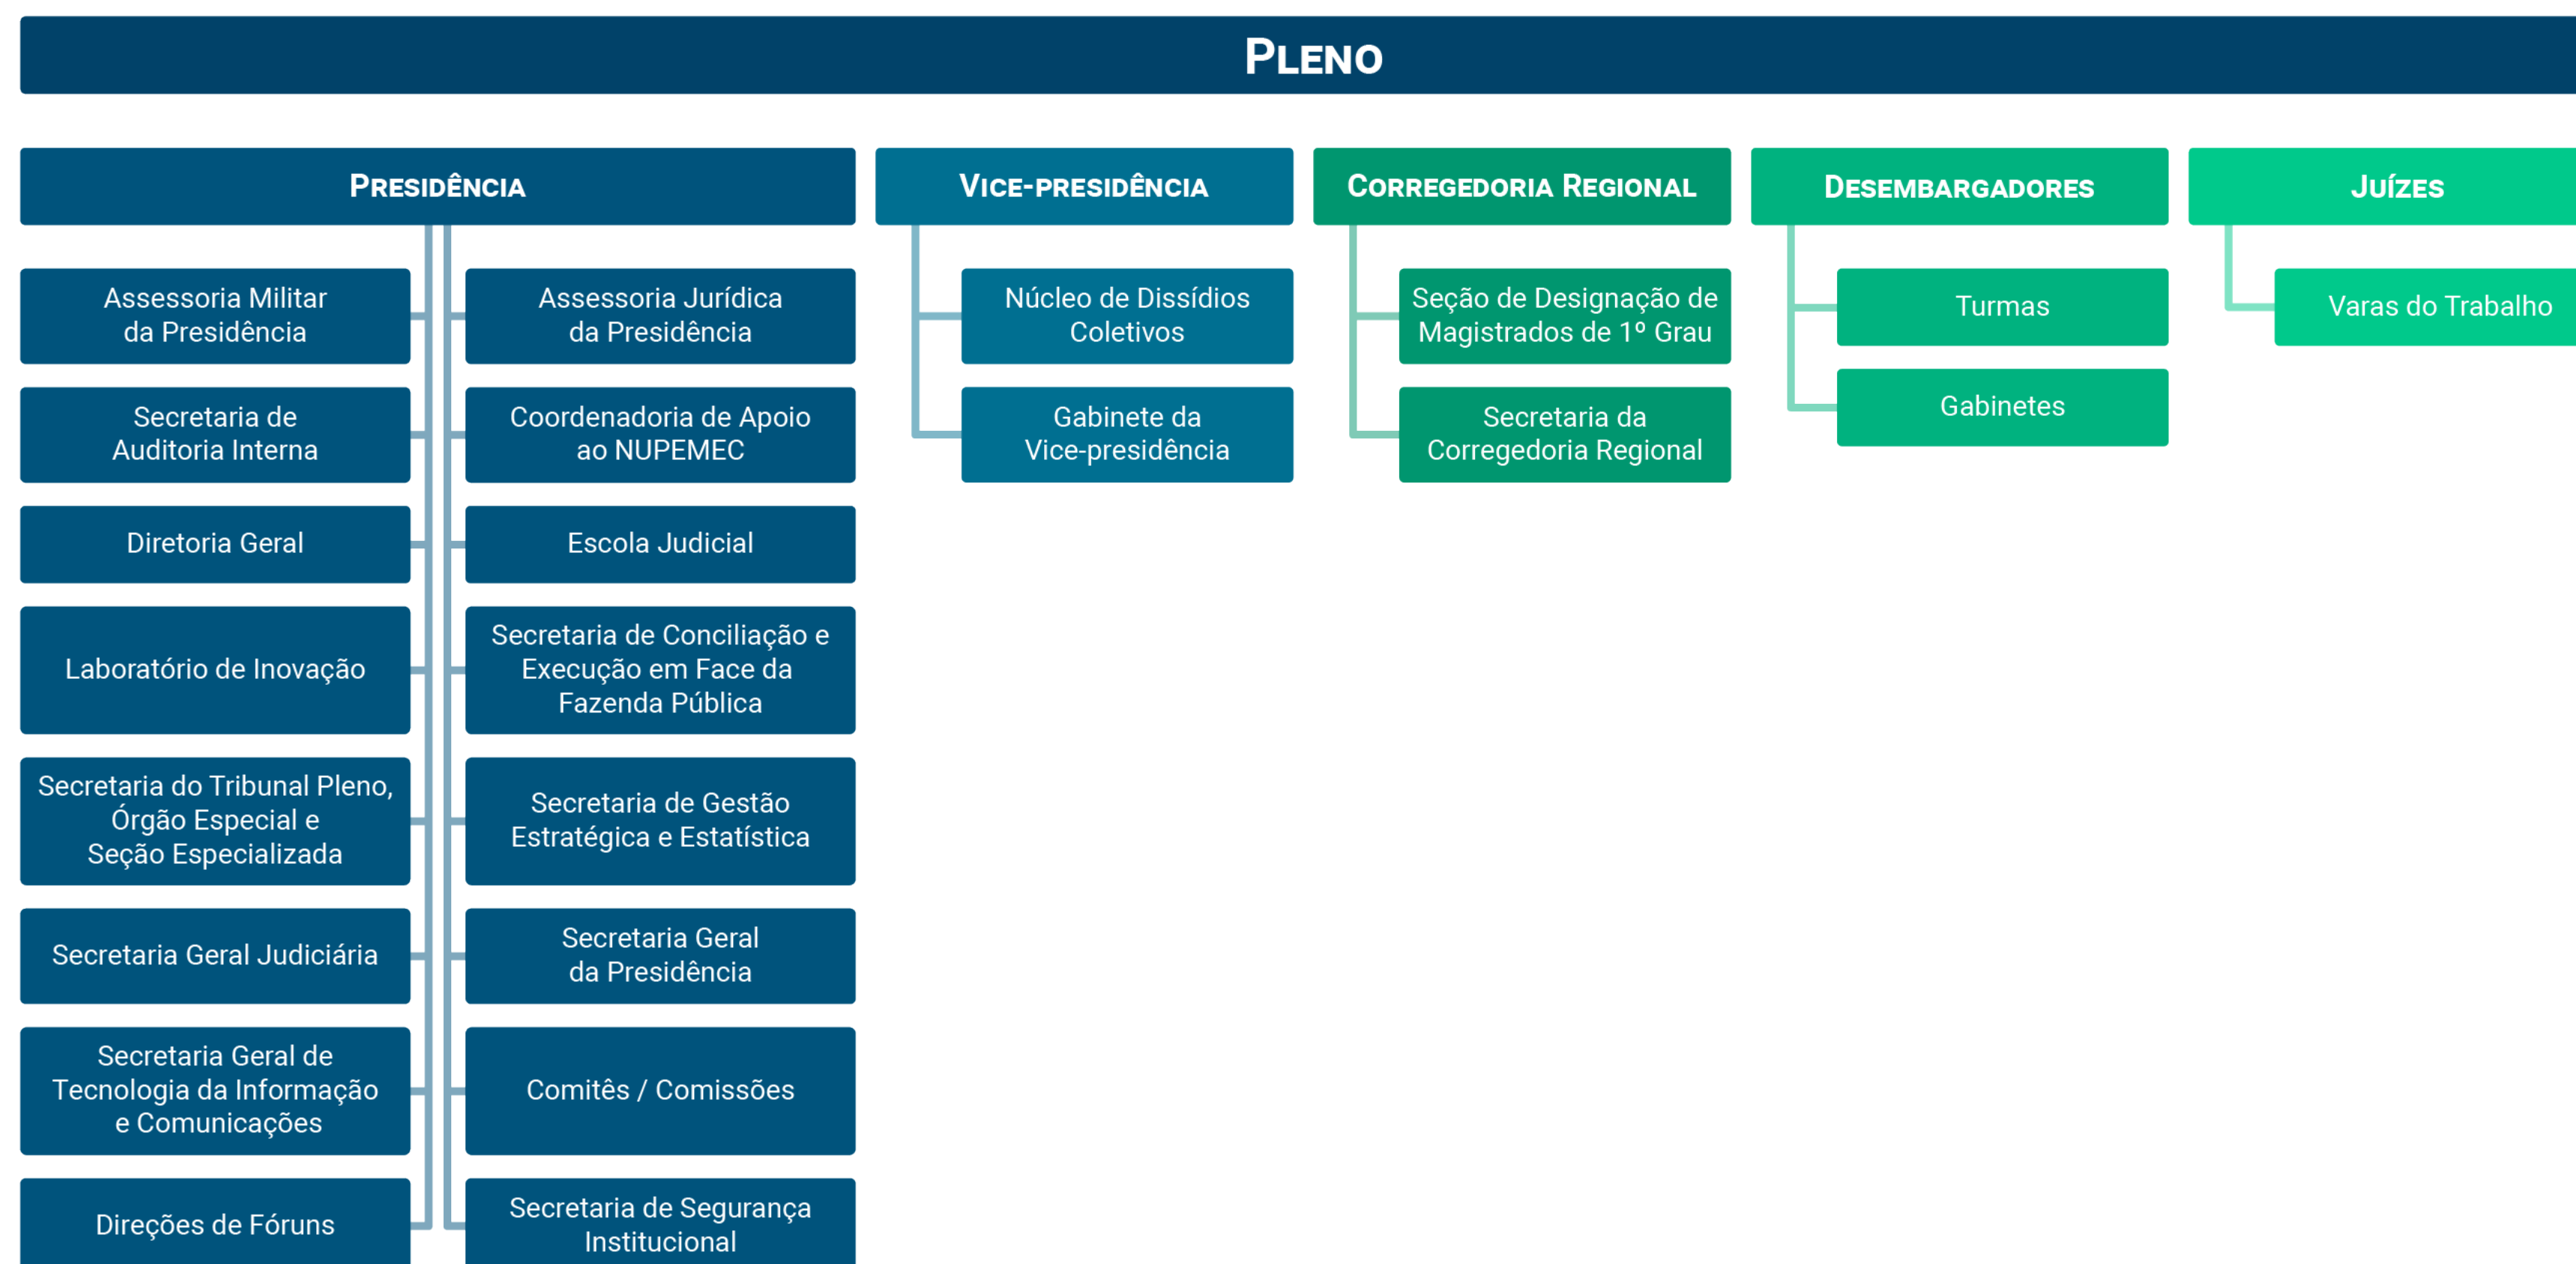 PLENO
PRESIDÊNCIA
Assessoria Militar
da Presidência
Assessoria Jurídica
da Presidência
Secretaria de
Auditoria Interna
Coordenadoria de Apoio
ao NUPEMEC
Diretoria Geral
Escola Judicial
Laboratório de Inovação
Secretaria de Conciliação e
Execução em Face da
Fazenda Pública
Secretaria do Tribunal Pleno,
Órgão Especial e
Seção Especializada
Secretaria de Gestão
Estratégica e Estatística
Secretaria Geral Judiciária
Secretaria Geral
da Presidência
Secretaria Geral de
Tecnologia da Informação
e Comunicações
Comitês / Comissões
Direções de Fóruns
Secretaria de Segurança
Institucional
VICE-PRESIDÊNCIA
Núcleo de Dissídios
Coletivos
Gabinete da
Vice-presidência
CORREGEDORIA REGIONAL
Seção de Designação de
Magistrados de 1º Grau
Secretaria da
Corregedoria Regional
DESEMBARGADORES
Turmas
Gabinetes
JUÍZES
Varas do Trabalho